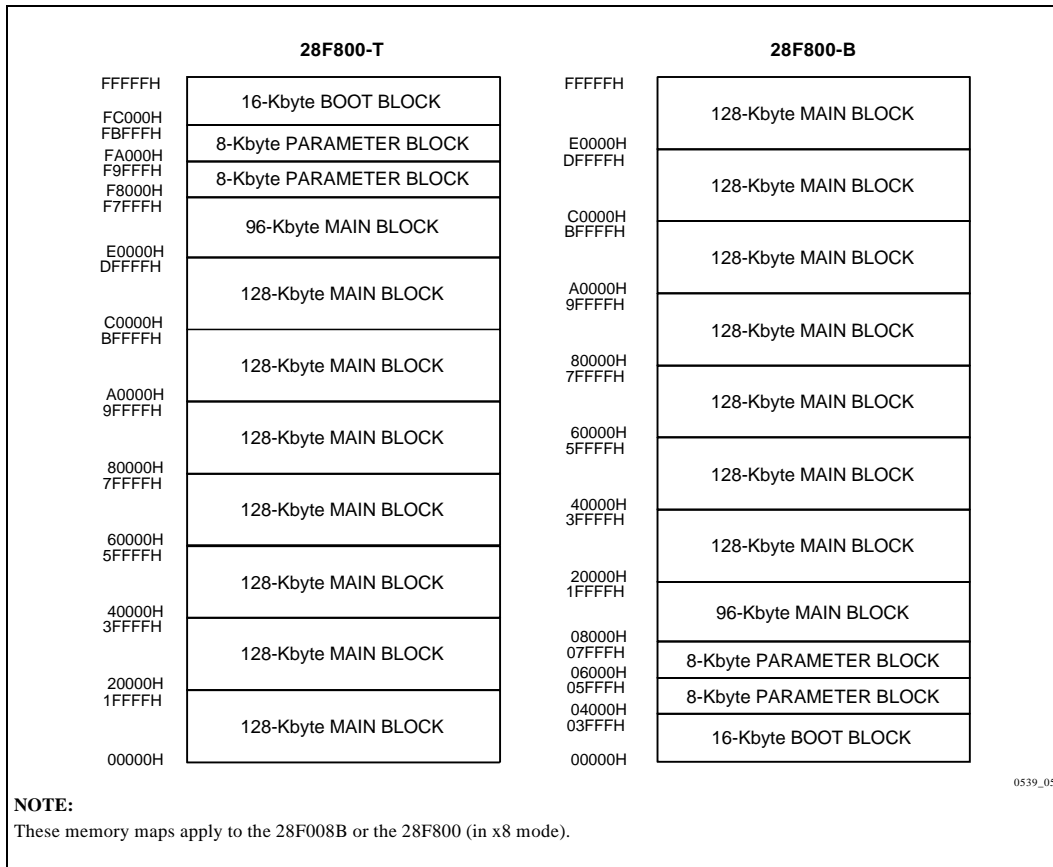 28F800-T
FFFFFH
16-Kbyte BOOT BLOCK
FC000H
FBFFFH
8-Kbyte PARAMETER BLOCK
FA000H
F9FFFH
8-Kbyte PARAMETER BLOCK
F8000H
F7FFFH
96-Kbyte MAIN BLOCK
E0000H
DFFFFH
128-Kbyte MAIN BLOCK
C0000H
BFFFFH
128-Kbyte MAIN BLOCK
A0000H
9FFFFH
128-Kbyte MAIN BLOCK
80000H
7FFFFH
128-Kbyte MAIN BLOCK
60000H
5FFFFH
128-Kbyte MAIN BLOCK
40000H
3FFFFH
128-Kbyte MAIN BLOCK
20000H
1FFFFH
128-Kbyte MAIN BLOCK
00000H
28F800-B
FFFFFH
128-Kbyte MAIN BLOCK
E0000H
DFFFFH
128-Kbyte MAIN BLOCK
C0000H
BFFFFH
128-Kbyte MAIN BLOCK
A0000H
9FFFFH
128-Kbyte MAIN BLOCK
80000H
7FFFFH
128-Kbyte MAIN BLOCK
60000H
5FFFFH
128-Kbyte MAIN BLOCK
40000H
3FFFFH
128-Kbyte MAIN BLOCK
20000H
1FFFFH
96-Kbyte MAIN BLOCK
08000H
07FFFH
8-Kbyte PARAMETER BLOCK
06000H
05FFFH
8-Kbyte PARAMETER BLOCK
04000H
03FFFH
16-Kbyte BOOT BLOCK
00000H
0539_05
NOTE:
These memory maps apply to the 28F008B or the 28F800 (in x8 mode).